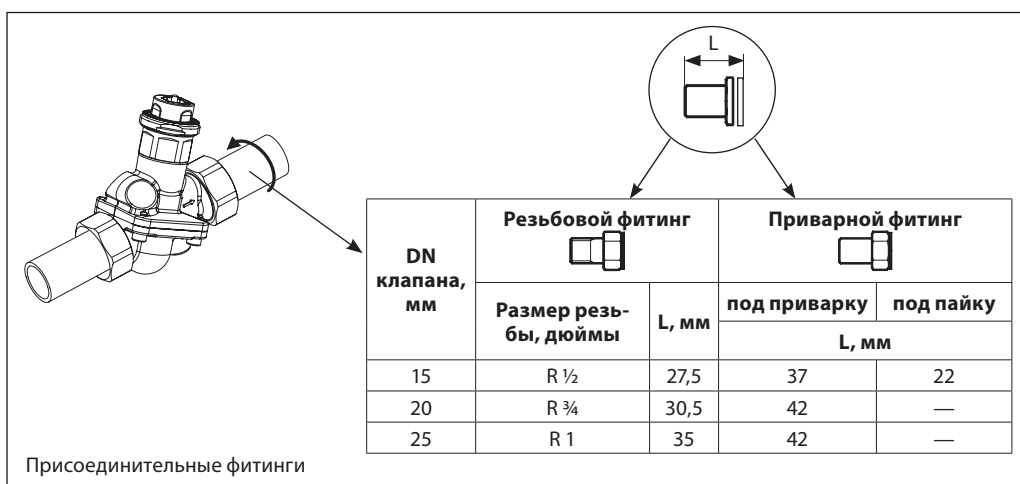 L
DN
клапана,
мм
Резьбовой фитинг
Приварной фитинг
Размер резь-
бы, дюймы
L, мм
под приварку
под пайку
L, мм
15 R ½ 27,5 37 22
20 R ¾ 30,5 42 —
25 R 1 35 42 —
Присоединительные фитинги